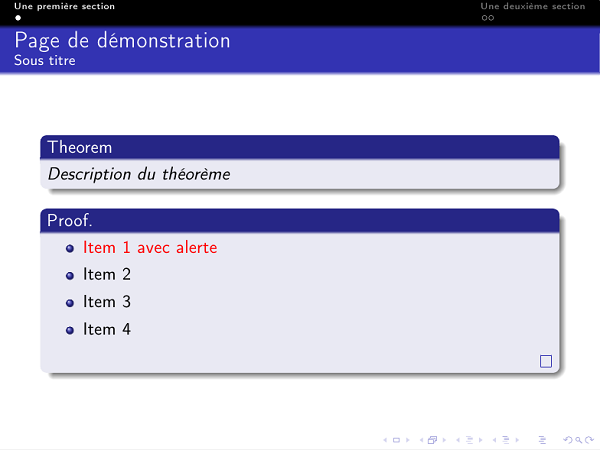 Une première section
Une deuxième section
Page de démonstration
Sous titre
Theorem
Description du théorème
Proof.
Item 1 avec alerte
Item 2
Item 3
Item 4